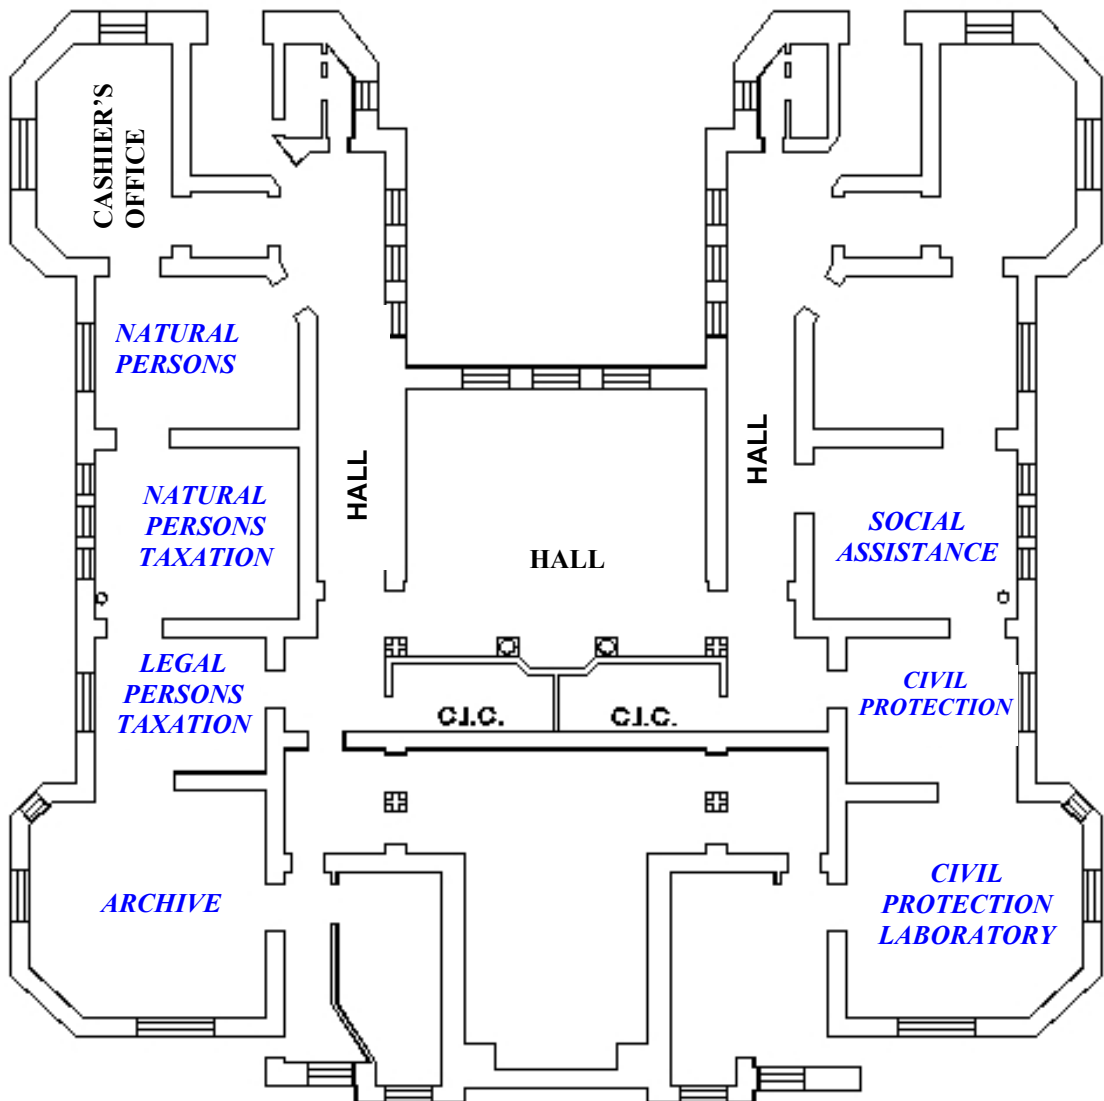 CASHIER'S
OFFICE
NATURAL
PERSONS
NATURAL
PERSONS
TAXATION
HALL
HALL
HALL
SOCIAL
ASSISTANCE
LEGAL
PERSONS
TAXATION
C.I.C.
C.I.C.
CIVIL
PROTECTION
ARCHIVE
CIVIL
PROTECTION
LABORATORY